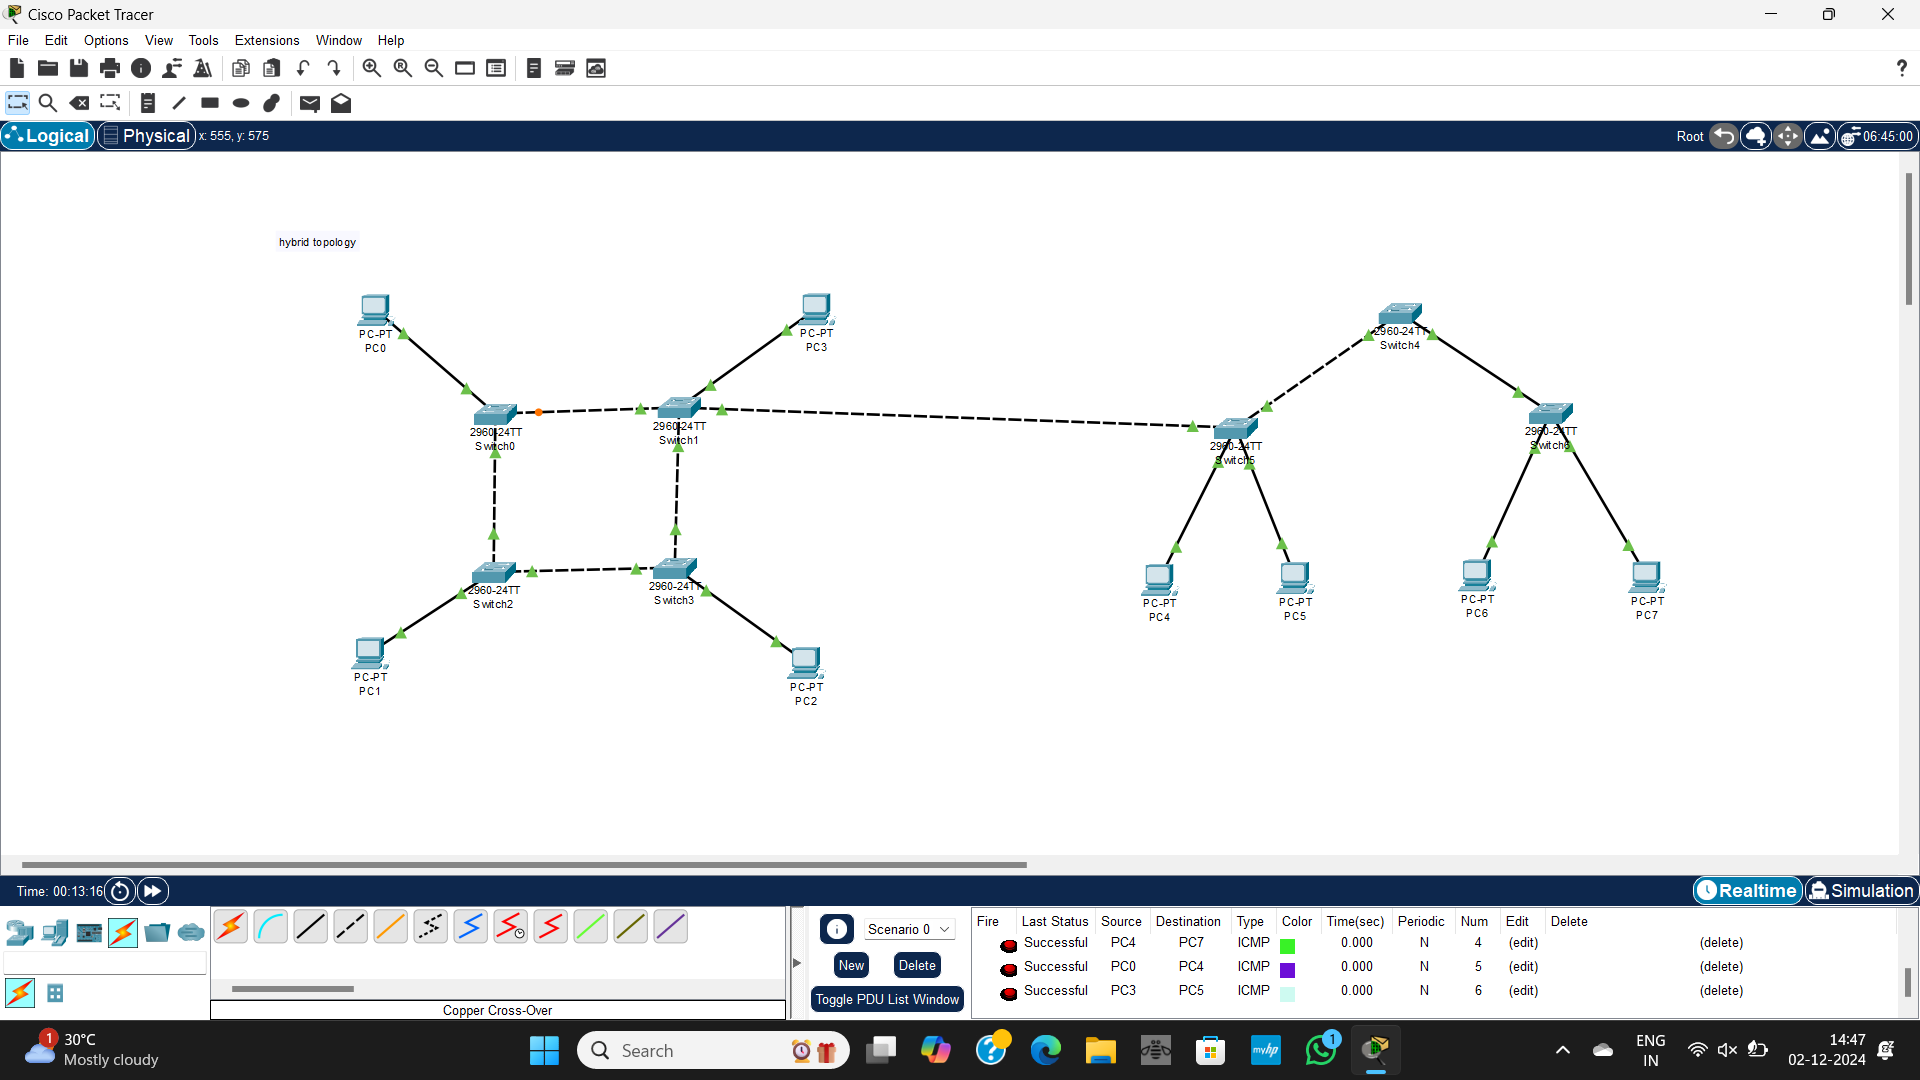 Cisco Packet Tracer
File Edit Options View Tools Extensions Window Help
?
Logical Physical x: 555, y: 575 Root 06:45:00
hybrid topology
PC-PT
PC0
PC-PT
PC3
2960-24TT
Switch4
2960-24TT
Switch0
2960-24TT
Switch1
2960-24TT
Switch5
2960-24TT
Switch6
2960-24TT
Switch2
2960-24TT
Switch3
PC-PT
PC4
PC-PT
PC5
PC-PT
PC6
PC-PT
PC7
PC-PT
PC1
PC-PT
PC2
Time: 00:13:16 Realtime Simulation
Scenario 0
New Delete
Toggle PDU List Window
Fire Last Status Source Destination Type Color Time(sec) Periodic Num Edit Delete
Successful PC4 PC7 ICMP 0.000 N 4 (edit) (delete)
Successful PC0 PC4 ICMP 0.000 N 5 (edit) (delete)
Successful PC3 PC5 ICMP 0.000 N 6 (edit) (delete)
Copper Cross-Over
1
30°C
Mostly cloudy
Search
myhp
1
ENG
IN
14:47
02-12-2024